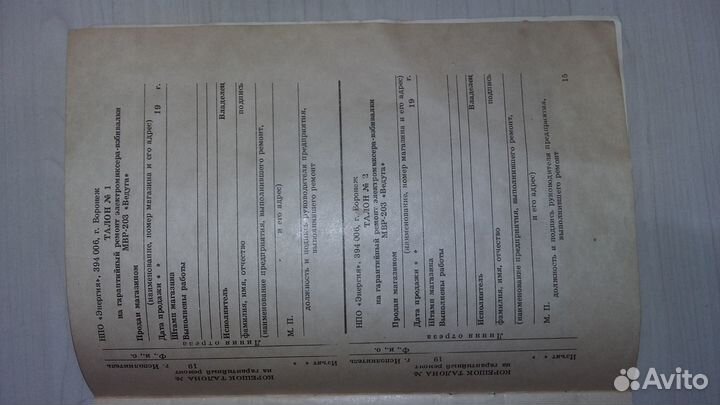 НПО «Энергия», 394 006, г. Воронеж
ТАЛОН № 1
на гарантийный ремонт электромиксера-взбивалки
МВР-203 «Ведуга»
Продан магазином
(наименование, номер магазина и его адрес)
Дата продажи « » 19 г.
Штамп магазина
Выполнены работы
Исполнитель Владелец
фамилия, имя, отчество подпись
(наименование предприятия, выполнившего ремонт,
и его адрес)
М. П.
должность и подпись руководителя предприятия,
выполнившего ремонт
Линия отреза
КОРЕШОК ТАЛОНА №
на гарантийный ремонт
Изъят « » 19 г. Исполнитель
Ф., и., о.
НПО «Энергия», 394 006, г. Воронеж
ТАЛОН № 2
на гарантийный ремонт электромиксера-взбивалки
МВР-203 «Ведуга»
Продан магазином
(наименование, номер магазина и его адрес)
Дата продажи « » 19 г.
Штамп магазина
Выполнены работы
Исполнитель Владелец
фамилия, имя, отчество подпись
(наименование предприятия, выполнившего ремонт,
и его адрес)
М. П.
должность и подпись руководителя предприятия,
выполнившего ремонт
Линия отреза
КОРЕШОК ТАЛОНА №
на гарантийный ремонт
Изъят « » 19 г. Исполнитель
Ф., и., о.
15
Avito